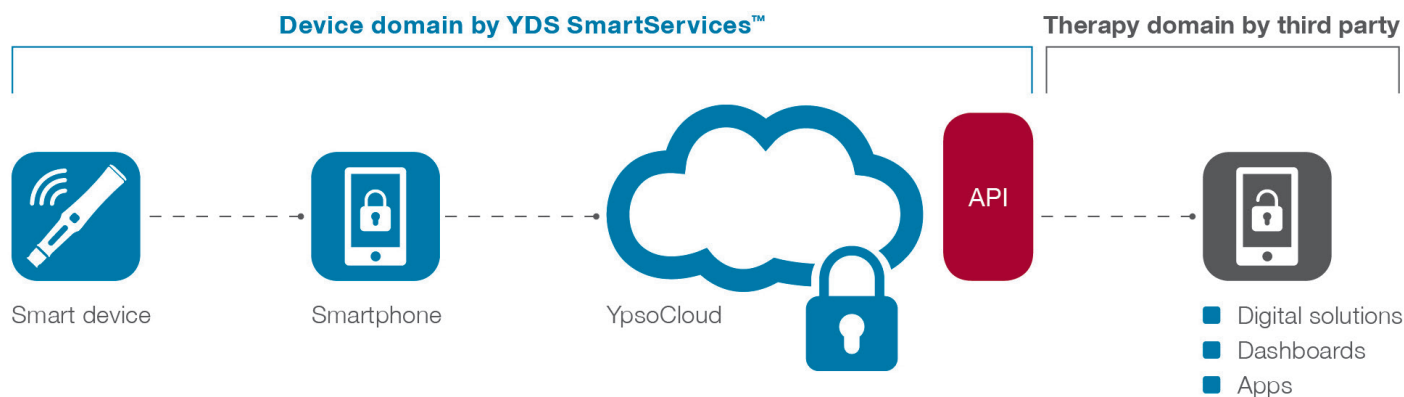 Device domain by YDS SmartServices™
Therapy domain by third party
API
Smart device
Smartphone
YpsoCloud
Digital solutions
Dashboards
Apps